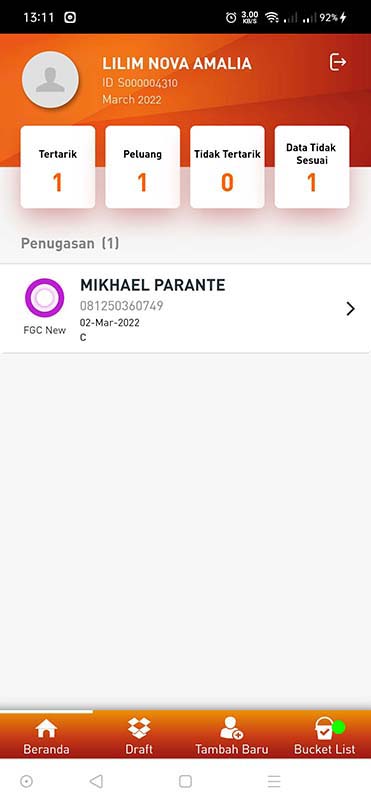 13:11
3.00
KB/S
92%
LILIM NOVA AMALIA
ID S000004310
March 2022
Tertarik
1
Peluang
1
Tidak Tertarik
0
Data Tidak
Sesuai
1
Penugasan (1)
MIKHAEL PARANTE
081250360749
02-Mar-2022
C
FGC New
Beranda
Draft
Tambah Baru
Bucket List